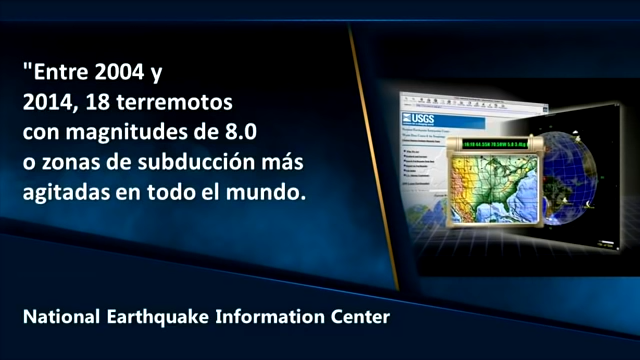 "Entre 2004 y
2014, 18 terremotos
con magnitudes de 8.0
o zonas de subducción más
agitadas en todo el mundo.
USGS
National Earthquake Information Center